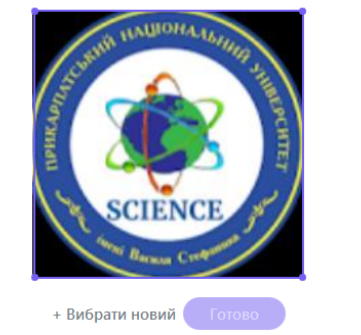 ПРИКАРПАТСЬКИЙ НАЦІОНАЛЬНИЙ УНІВЕРСИТЕТ
SCIENCE
імені Василя Стефаника
+ Вибрати новий Готово